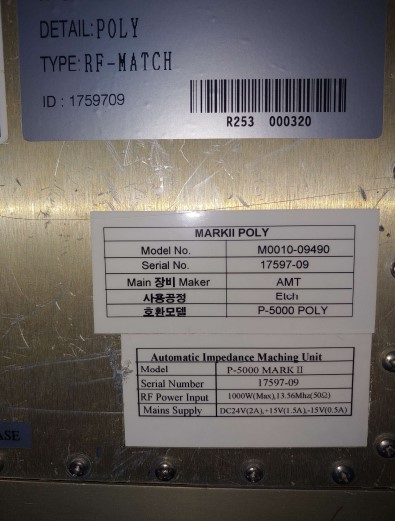 DETAIL:POLY
TYPE:RF-MATCH
ID : 1759709
R253 000320
MARKII POLY
Model No. M0010-09490
Serial No. 17597-09
Main 장비 Maker AMT
사용공정 Etch
호환모델 P-5000 POLY
Automatic Impedance Maching Unit
Model P-5000 MARK II
Serial Number 17597-09
RF Power Input 1000W(Max),13.56Mhz(50Ω)
Mains Supply DC24V(2A),+15V(1.5A),-15V(0.5A)